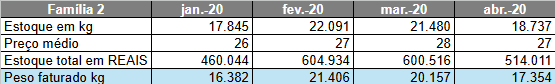 Família 2 jan.-20 fev.-20 mar.-20 abr.-20
Estoque em kg 17.845 22.091 21.480 18.737
Preço médio 26 27 28 27
Estoque total em REAIS 460.044 604.934 600.516 514.011
Peso faturado kg 16.382 21.406 20.157 17.354